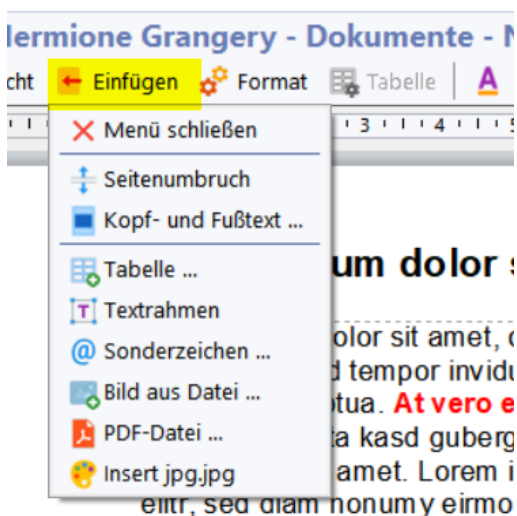 Hermione Grangery - Dokumente - N
cht Einfügen Format Tabelle A
3 4 5
Menü schließen
Seitenumbruch
Kopf- und Fußtext ...
Tabelle ...
um dolor s
Textrahmen
olor sit amet, c
Sonderzeichen ...
d tempor invidu
Bild aus Datei ...
tua. At vero e
PDF-Datei ...
ta kasd guberg
Insert jpg.jpg
amet. Lorem i
elitr, sed diam nonumy eirmo